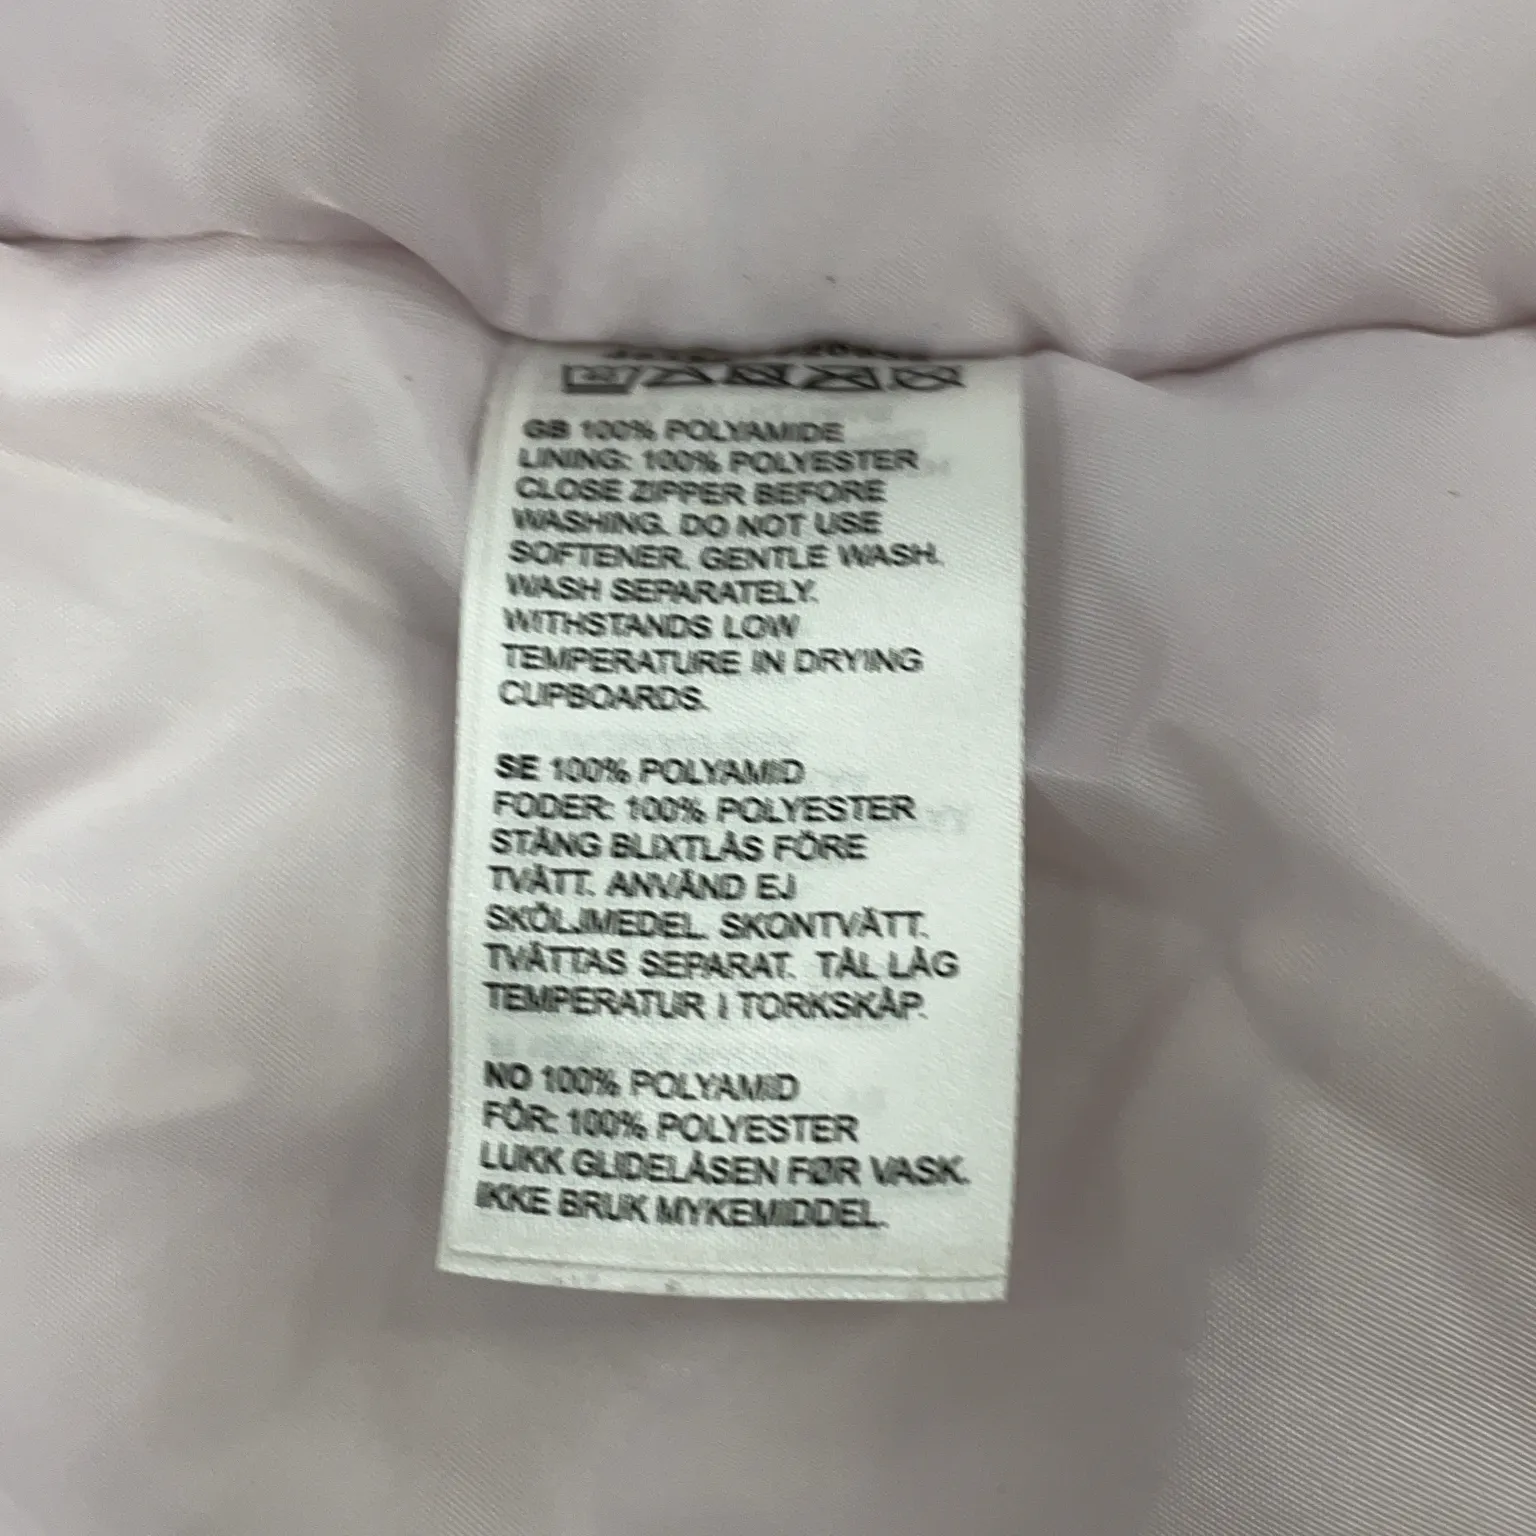 GB 100% POLYAMIDE
LINING: 100% POLYESTER
CLOSE ZIPPER BEFORE
WASHING. DO NOT USE
SOFTENER. GENTLE WASH.
WASH SEPARATELY.
WITHSTANDS LOW
TEMPERATURE IN DRYING
CUPBOARDS.
SE 100% POLYAMID
FODER: 100% POLYESTER
STÄNG BLIXTLÅS FÖRE
TVÄTT. ANVÄND EJ
SKÖLJMEDEL. SKONTVÄTT.
TVÄTTAS SEPARAT. TÅL LÅG
TEMPERATUR I TORKSKÅP.
NO 100% POLYAMID
FÖR: 100% POLYESTER
LUKK GLIDELÅSEN FØR VASK.
IKKE BRUK MYKEMIDDEL.